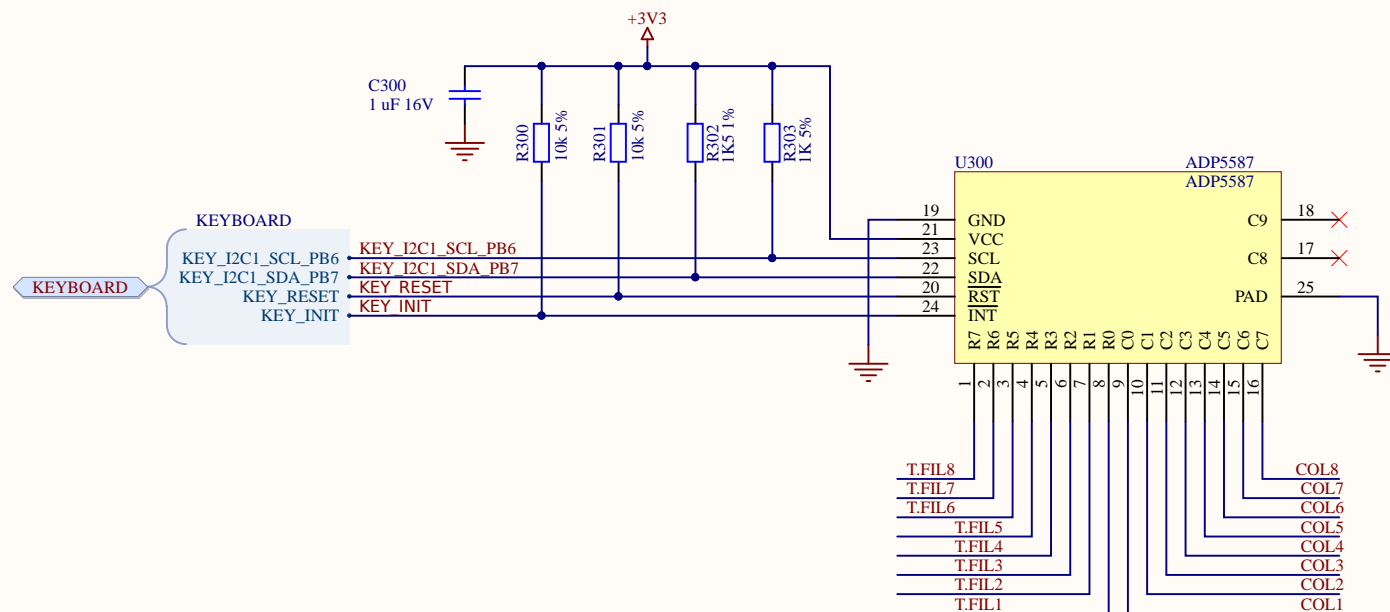 +3V3
C300
1 uF 16V
R300
10k 5%
R301
10k 5%
R302
1K5 1%
R303
1K 5%
U300
ADP5587
ADP5587
KEYBOARD
KEYBOARD
KEY_I2C1_SCL_PB6
KEY_I2C1_SDA_PB7
KEY_RESET
KEY_INIT
KEY_I2C1_SCL_PB6
KEY_I2C1_SDA_PB7
KEY_RESET
KEY_INIT
19 GND
21 VCC
23 SCL
22 SDA
20 RST
24 INT
C9 18
C8 17
PAD 25
R7 R6 R5 R4 R3 R2 R1 R0 C0 C1 C2 C3 C4 C5 C6 C7
1 2 3 4 5 6 7 8 9 10 11 12 13 14 15 16
T.FIL8 COL8
T.FIL7 COL7
T.FIL6 COL6
T.FIL5 COL5
T.FIL4 COL4
T.FIL3 COL3
T.FIL2 COL2
T.FIL1 COL1